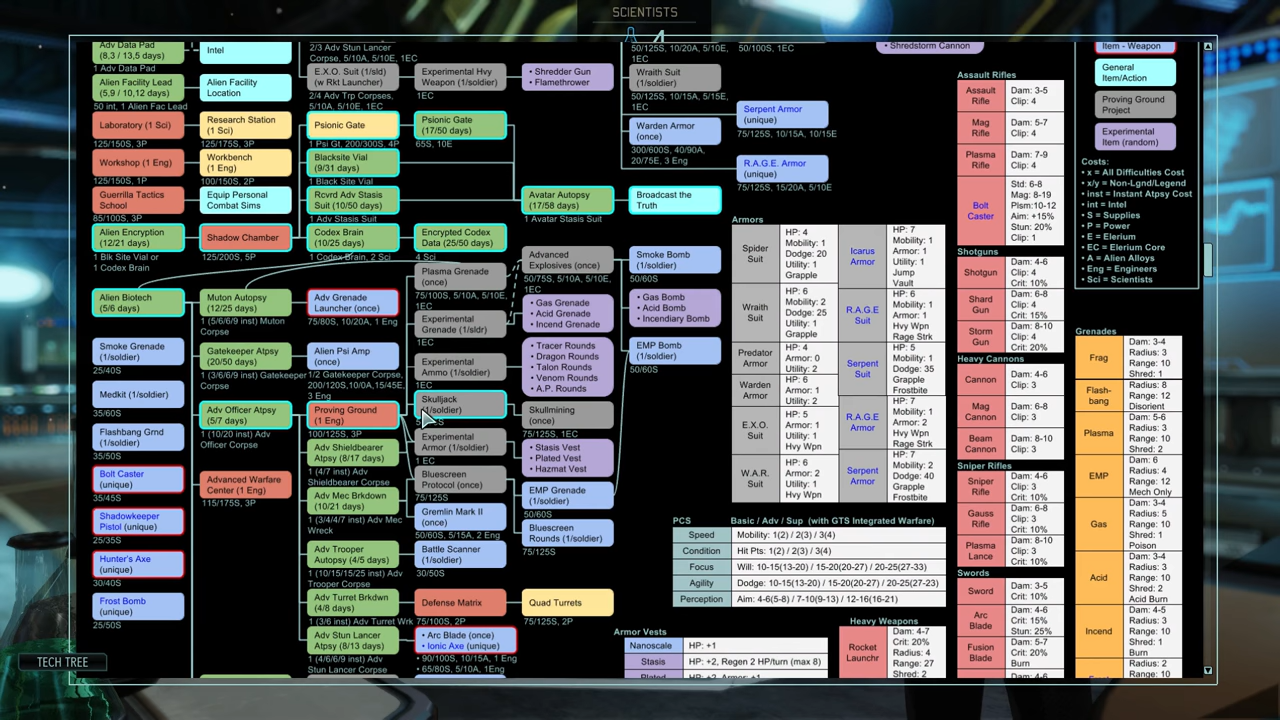 SCIENTISTS
4
Adv Data Pad
(8,3 / 13,5 days)
1 Adv Data Pad
Alien Facility Lead
(5,9 / 10,12 days)
50 int, 1 Alien Fac Lead
Laboratory (1 Sci)
125/150S, 3P
Workshop (1 Eng)
125/150S, 1P
Guerrilla Tactics
School
85/100S, 3P
Alien Encryption
(12/21 days)
1 Blk Site Vial or
1 Codex Brain
Alien Biotech
(5/6 days)
Smoke Grenade
(1/soldier)
25/40S
Medkit (1/soldier)
35/60S
Flashbang Grnd
(1/soldier)
35/50S
Bolt Caster
(unique)
35/45S
Shadowkeeper
Pistol (unique)
25/35S
Hunter's Axe
(unique)
30/40S
Frost Bomb
(unique)
25/50S
Intel
Alien Facility
Location
Research Station
(1 Sci)
125/175S, 3P
Workbench
(1 Eng)
100/150S, 2P
Equip Personal
Combat Sims
Shadow Chamber
125/200S, 5P
Muton Autopsy
(12/25 days)
1 (5/6/6/9 inst) Muton
Corpse
Gatekeeper Atpsy
(20/50 days)
1 (3/6/6/6 inst) Gatekeeper
Corpse
Adv Officer Atpsy
(5/7 days)
1 (10/20 inst) Adv
Officer Corpse
Advanced Warfare
Center (1 Eng)
115/175S, 3P
2/3 Adv Stun Lancer
Corpse, 5/10A, 5/10E, 1EC
E.X.O. Suit (1/sld)
(w Rkt Launcher)
2/4 Adv Trp Corpses,
5/10A, 5/10E, 1EC
Psionic Gate
1 Psi Gt, 200/300S, 4P
Blacksite Vial
(9/31 days)
1 Black Site Vial
Rcvrd Adv Stasis
Suit (10/50 days)
1 Adv Stasis Suit
Codex Brain
(10/25 days)
1 Codex Brain, 2 Sci
Adv Grenade
Launcher (once)
75/80S, 10/20A, 1 Eng
Alien Psi Amp
(once)
1/2 Gatekeeper Corpse,
200/120S,10/0A,15/45E,
3 Eng
Proving Ground
(1 Eng)
100/125S, 3P
Adv Shieldbearer
Atpsy (8/17 days)
1 (4/7 inst) Adv
Shieldbearer Corpse
Adv Mec Brkdown
(10/21 days)
1 (3/4/4/7 inst) Adv Mec
Wreck
Adv Trooper
Autopsy (4/5 days)
1 (10/15/15/25 inst) Adv
Trooper Corpse
Adv Turret Brkdwn
(4/8 days)
1 (3/6 inst) Adv Turret Wrk
Adv Stun Lancer
Atpsy (8/13 days)
1 (4/6/6/9 inst) Adv
Stun Lancer Corpse
Experimental Hvy
Weapon (1/soldier)
1EC
Psionic Gate
(17/50 days)
65S, 10E
Encrypted Codex
Data (25/50 days)
4 Sci
Plasma Grenade
(once)
75/100S, 5/10A, 5/10E,
1EC
Experimental
Grenade (1/sldr)
1EC
Experimental
Ammo (1/soldier)
1EC
Skulljack
(1/soldier)
Experimental
Armor (1/soldier)
1 EC
Bluescreen
Protocol (once)
75/125S
Gremlin Mark II
(once)
50/60S, 5/15A, 2 Eng
Battle Scanner
(1/soldier)
30/50S
Defense Matrix
75/100S, 2P
• Arc Blade (once)
• Ionic Axe (unique)
• 90/100S, 10/15A, 1 Eng
• 65/80S, 5/10A, 1Eng
• Shredder Gun
• Flamethrower
Avatar Autopsy
(17/58 days)
1 Avatar Stasis Suit
Advanced
Explosives (once)
50/75S, 5/10A, 5/10E,
1EC
• Gas Grenade
• Acid Grenade
• Incend Grenade
• Tracer Rounds
• Dragon Rounds
• Talon Rounds
• Venom Rounds
• A.P. Rounds
Skullmining
(once)
75/125S, 1EC
• Stasis Vest
• Plated Vest
• Hazmat Vest
EMP Grenade
(1/soldier)
50/60S
Bluescreen
Rounds (1/soldier)
75/125S
Quad Turrets
75/125S, 2P
50/125S, 10/20A, 5/10E,
1EC
Wraith Suit
(1/soldier)
50/125S, 10/15A, 5/15E,
1EC
Warden Armor
(once)
300/600S, 40/90A,
20/75E, 3 Eng
Broadcast the
Truth
Smoke Bomb
(1/soldier)
50/60S
• Gas Bomb
• Acid Bomb
• Incendiary Bomb
EMP Bomb
(1/soldier)
50/60S
50/100S, 1EC
Serpent Armor
(unique)
75/125S, 10/15A, 10/15E
R.A.G.E. Armor
(unique)
75/125S, 15/20A, 5/10E
• Shredstorm Cannon
Armors
Spider
Suit
HP: 4
Mobility: 1
Dodge: 20
Utility: 1
Grapple
Icarus
Armor
HP: 7
Mobility: 1
Armor: 1
Utility: 1
Jump
Vault
Wraith
Suit
HP: 6
Mobility: 2
Dodge: 25
Utility: 1
Grapple
R.A.G.E
Suit
HP: 6
Mobility: 1
Armor: 1
Hvy Wpn
Rage Strk
Predator
Armor
HP: 4
Armor: 0
Utility: 2
Serpent
Suit
HP: 5
Mobility: 1
Dodge: 35
Grapple
Frostbite
Warden
Armor
HP: 6
Armor: 1
Utility: 2
R.A.G.E
Armor
HP: 7
Mobility: 1
Armor: 2
Hvy Wpn
Rage Strk
E.X.O.
Suit
HP: 5
Armor: 1
Utility: 1
Hvy Wpn
W.A.R.
Suit
HP: 6
Armor: 2
Utility: 1
Hvy Wpn
Serpent
Armor
HP: 7
Mobility: 2
Dodge: 40
Grapple
Frostbite
PCS Basic / Adv / Sup (with GTS Integrated Warfare)
Speed Mobility: 1(2) / 2(3) / 3(4)
Condition Hit Pts: 1(2) / 2(3) / 3(4)
Focus Will: 10-15(13-20) / 15-20(20-27) / 20-25(27-33)
Agility Dodge: 10-15(13-20) / 15-20(20-27) / 20-25(27-23)
Perception Aim: 4-6(5-8) / 7-10(9-13) / 12-16(16-21)
Armor Vests
Nanoscale HP: +1
Stasis HP: +2, Regen 2 HP/turn (max 8)
Plated HP: +2, Armor: +1
Heavy Weapons
Rocket
Launchr
Dam: 4-7
Crit: 20%
Radius: 4
Range: 27
Shred: 2
Assault Rifles
Assault
Rifle
Dam: 3-5
Clip: 4
Mag
Rifle
Dam: 5-7
Clip: 4
Plasma
Rifle
Dam: 7-9
Clip: 4
Bolt
Caster
Std: 6-8
Mag: 8-19
Plsm:10-12
Aim: +15%
Stun: 20%
Clip: 1
Shotguns
Shotgun
Dam: 4-6
Clip: 4
Crit: 10%
Shard
Gun
Dam: 6-8
Clip: 4
Crit: 15%
Storm
Gun
Dam: 8-10
Clip: 4
Crit: 20%
Heavy Cannons
Cannon
Dam: 4-6
Clip: 3
Mag
Cannon
Dam: 6-8
Clip: 3
Beam
Cannon
Dam: 8-10
Clip: 3
Sniper Rifles
Sniper
Rifle
Dam: 4-6
Clip: 3
Crit: 10%
Gauss
Rifle
Dam: 6-8
Clip: 3
Crit: 10%
Plasma
Lance
Dam: 8-10
Clip: 3
Crit: 10%
Swords
Sword
Dam: 3-5
Crit: 10%
Arc
Blade
Dam: 4-6
Crit: 15%
Stun: 25%
Fusion
Blade
Dam: 5-7
Crit: 20%
Burn
Dam: 4-6
Item - Weapon
General
Item/Action
Proving Ground
Project
Experimental
Item (random)
Costs:
• x = All Difficulties Cost
• x/y = Non-Lgnd/Legend
• inst = Instant Atpsy Cost
• int = Intel
• S = Supplies
• P = Power
• E = Elerium
• EC = Elerium Core
• A = Alien Alloys
• Eng = Engineers
• Sci = Scientists
Grenades
Frag
Dam: 3-4
Radius: 3
Range: 10
Shred: 1
Flash-
bang
Radius: 8
Range: 12
Disorient
Plasma
Dam: 5-6
Radius: 3
Range: 10
Shred: 2
EMP
Dam: 6
Radius: 4
Range: 12
Mech Only
Gas
Dam: 3-4
Radius: 5
Range: 10
Shred: 1
Poison
Acid
Dam: 3-4
Radius: 3
Range: 10
Shred: 2
Acid Burn
Incend
Dam: 4-5
Radius: 3
Range: 10
Shred: 1
Burn
Radius: 2
Range: 10
TECH TREE